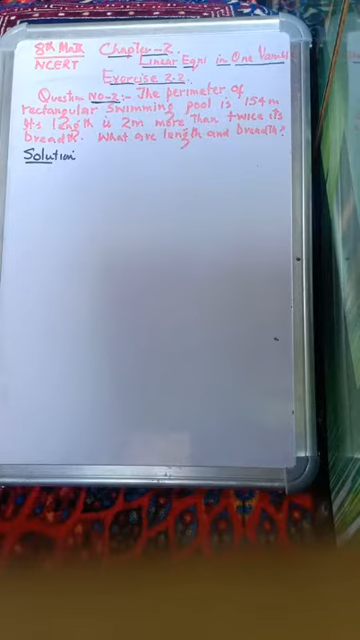 8th Math Chapter-2
NCERT Linear Eqns in One Variable
Exercise 2.2
Question NO-2:- The perimeter of
rectangular swimming pool is 154m
Its length is 2m more than twice its
breadth. What are length and breadth?
Solution